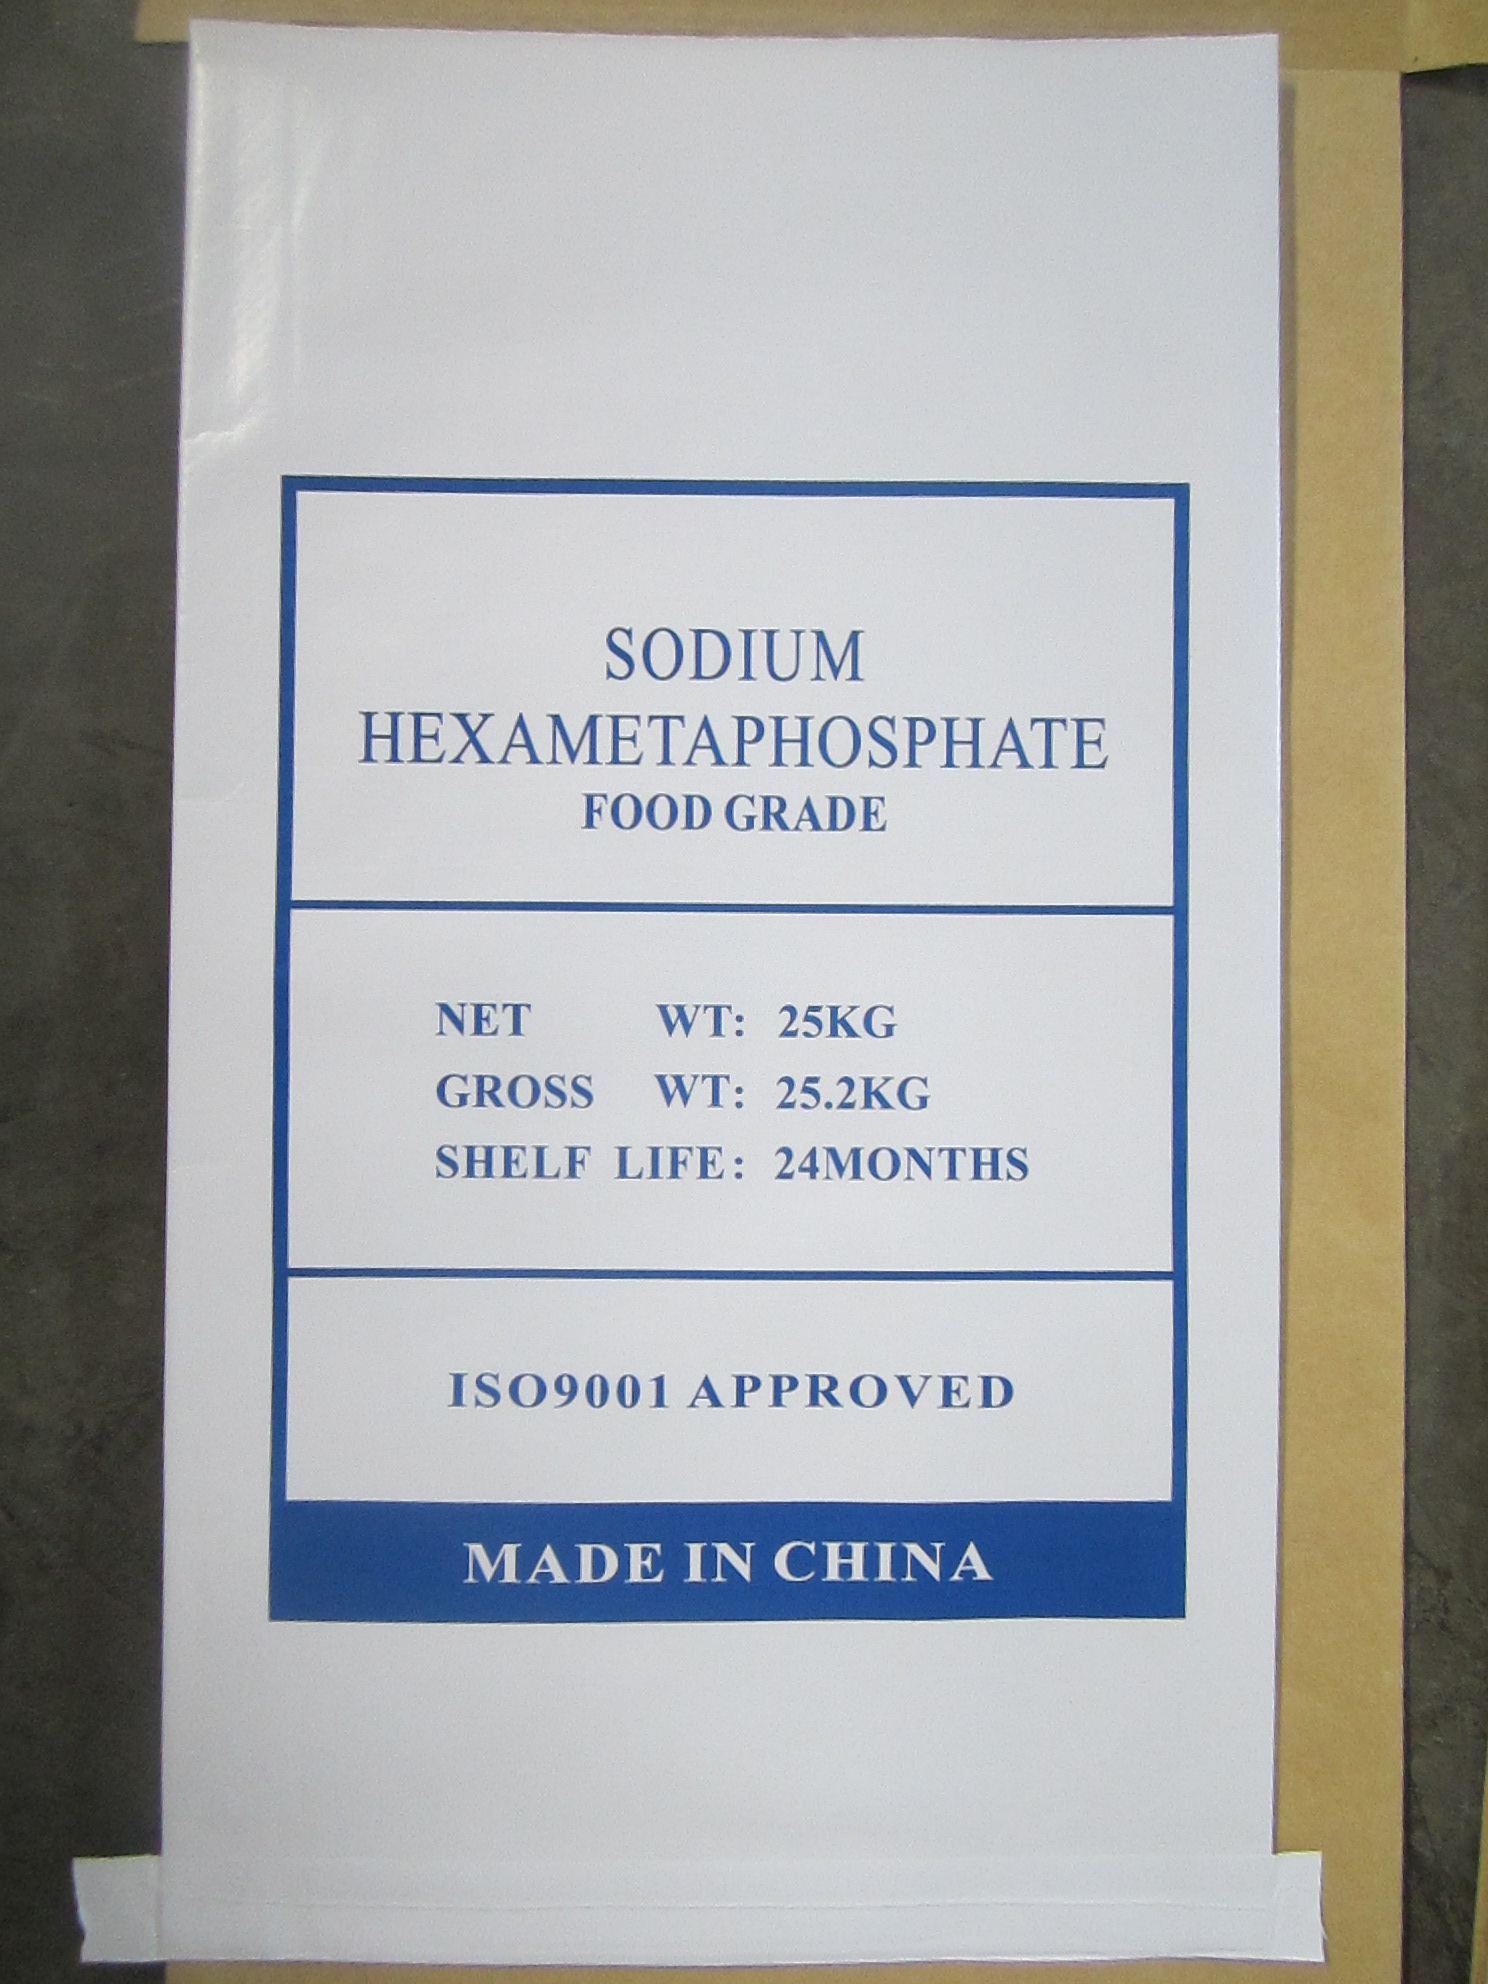 SODIUM
HEXAMETAPHOSPHATE
FOOD GRADE
NET WT: 25KG
GROSS WT: 25.2KG
SHELF LIFE: 24MONTHS
ISO9001 APPROVED
MADE IN CHINA